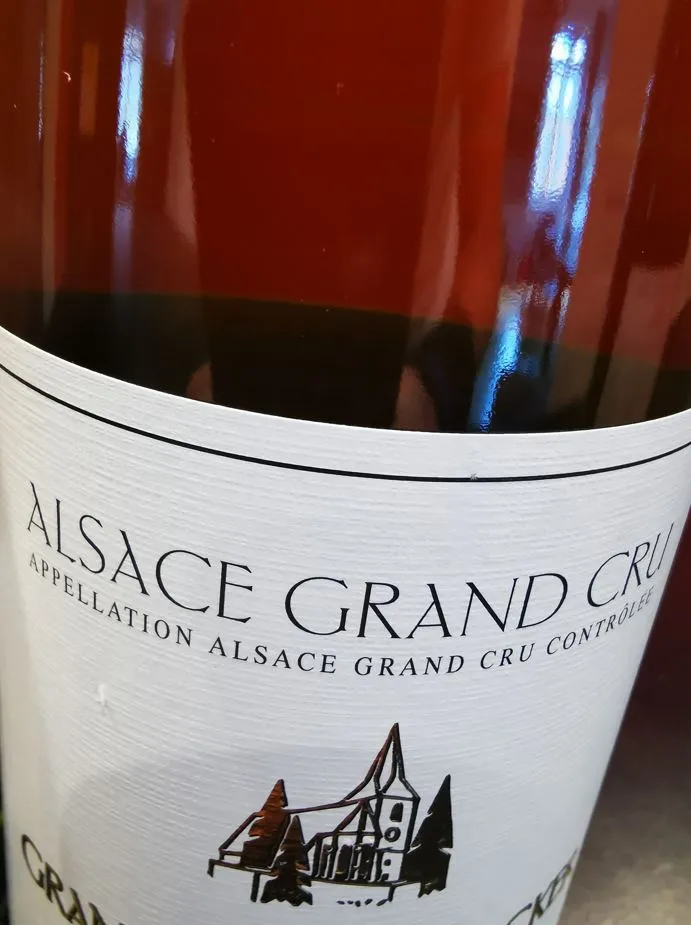 ALSACE GRAND CRU
APPELLATION ALSACE GRAND CRU CONTRÔLÉE